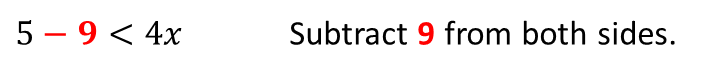 5 − 9 < 4𝑥 Subtract 9 from both sides.